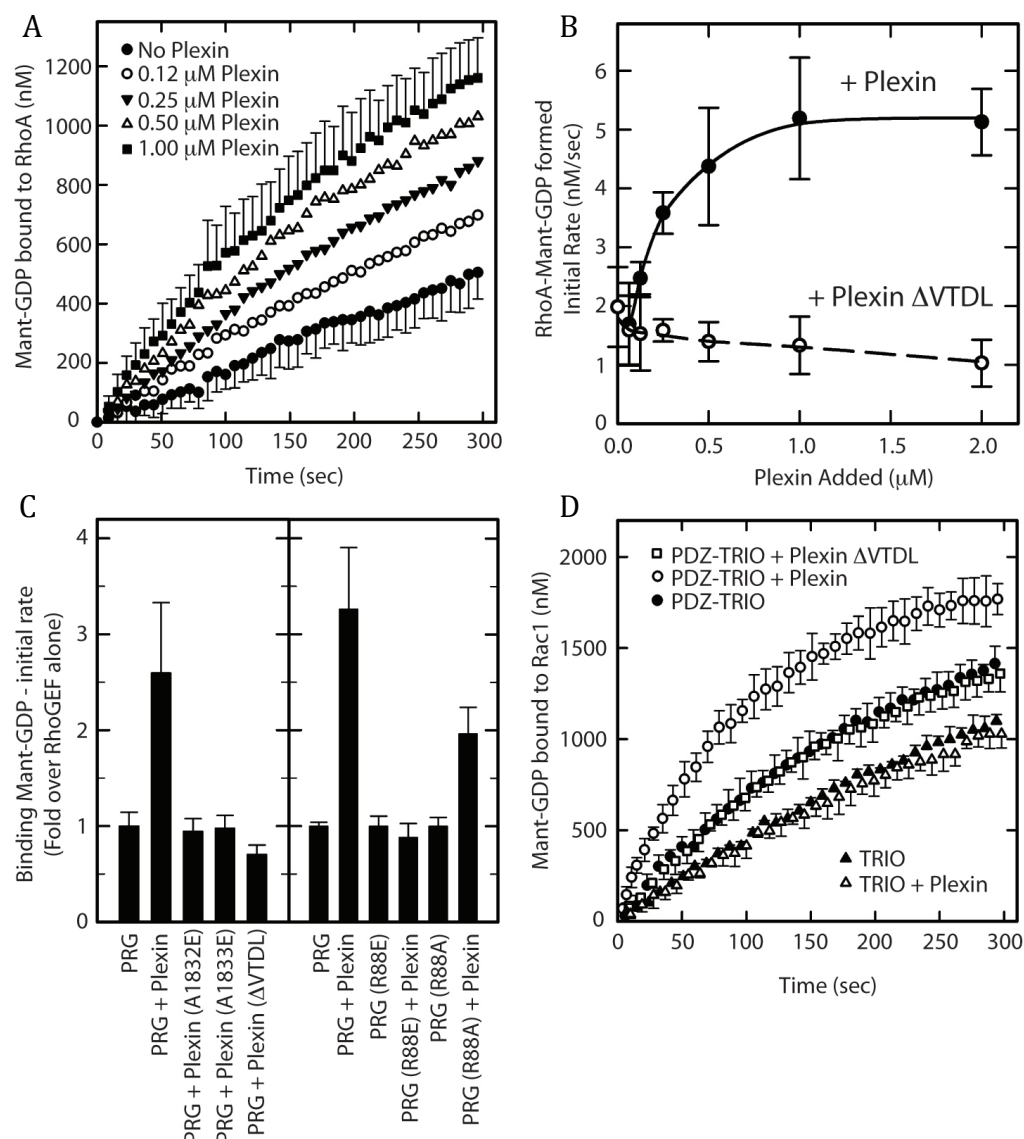 A
No Plexin
0.12 μM Plexin
0.25 μM Plexin
0.50 μM Plexin
1.00 μM Plexin
Mant-GDP bound to RhoA (nM)
1200
1000
800
600
400
200
0
0 50 100 150 200 250 300
Time (sec)
B
+ Plexin
+ Plexin ΔVTDL
RhoA-Mant-GDP formed
Initial Rate (nM/sec)
6
5
4
3
2
1
0
0.0 0.5 1.0 1.5 2.0
Plexin Added (μM)
C
Binding Mant-GDP - initial rate
(Fold over RhoGEF alone)
4
3
2
1
0
PRG
PRG + Plexin
PRG + Plexin (A1832E)
PRG + Plexin (A1833E)
PRG + Plexin (ΔVTDL)
PRG
PRG + Plexin
PRG (R88E)
PRG (R88E) + Plexin
PRG (R88A)
PRG (R88A) + Plexin
D
PDZ-TRIO + Plexin ΔVTDL
PDZ-TRIO + Plexin
PDZ-TRIO
TRIO
TRIO + Plexin
Mant-GDP bound to Rac1 (nM)
2000
1500
1000
500
0
0 50 100 150 200 250 300
Time (sec)